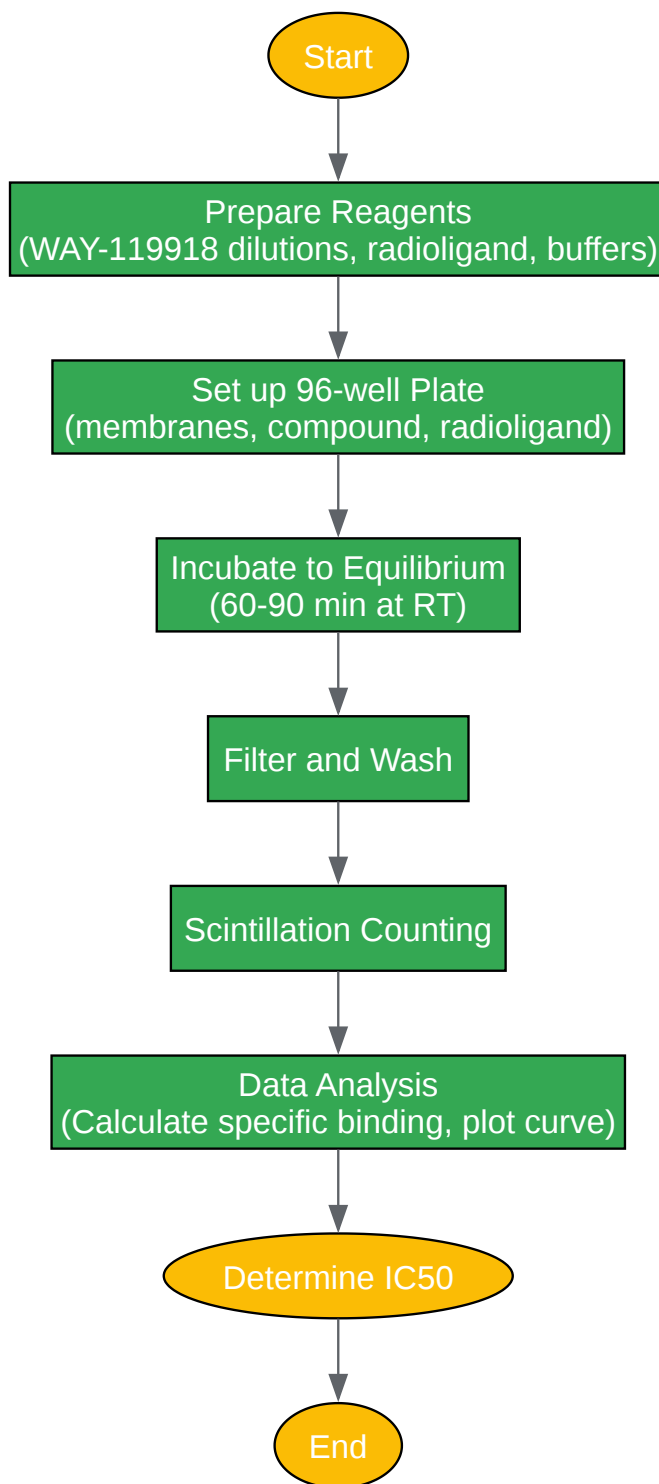 Start
Prepare Reagents
(WAY-119918 dilutions, radioligand, buffers)
Set up 96-well Plate
(membranes, compound, radioligand)
Incubate to Equilibrium
(60-90 min at RT)
Filter and Wash
Scintillation Counting
Data Analysis
(Calculate specific binding, plot curve)
Determine IC50
End